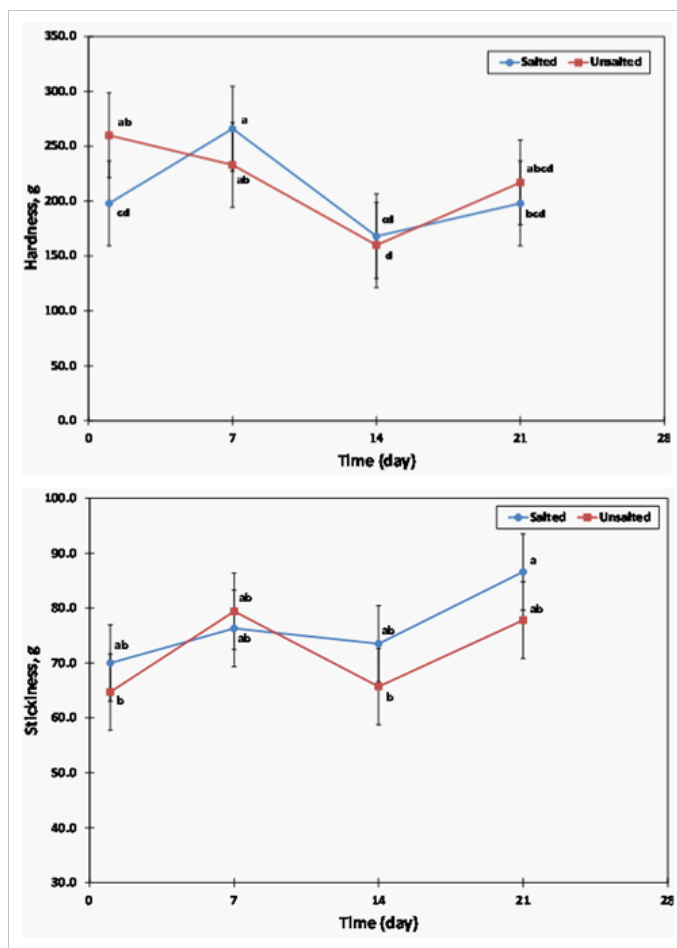 350.0
Salted Unsalted
300.0
ab
a
250.0
ab
abcd
200.0
cd
cd
bcd
150.0
d
100.0
50.0
0.0
0 7 14 21 28
Hardness, g
Time {day}
100.0
Salted Unsalted
90.0
a
80.0
ab
ab
ab
ab
ab
70.0
b
b
60.0
50.0
40.0
30.0
0 7 14 21 28
Stickiness, g
Time {day}